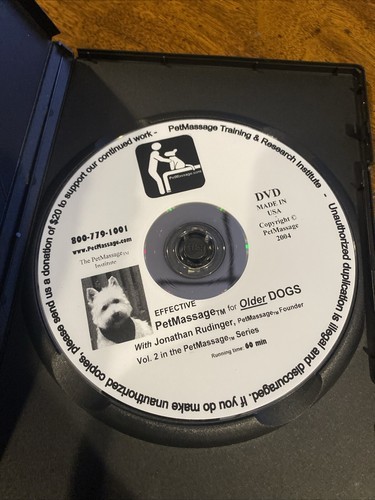 PetMassage Training & Research Institute - Unauthorized duplication is illegal and discouraged. If you do make unauthorized copies, please send us a donation of $20 to support our continued work -
PetMassage.com
DVD
MADE IN
USA
Copyright ©
PetMassage
2004
800-779-1001
www.PetMassage.com
The PetMassage™
Institute
EFFECTIVE
PetMassage™ for Older DOGS
With Jonathan Rudinger, PetMassage™ Founder
Vol. 2 in the PetMassage™ Series
Running time: 60 min